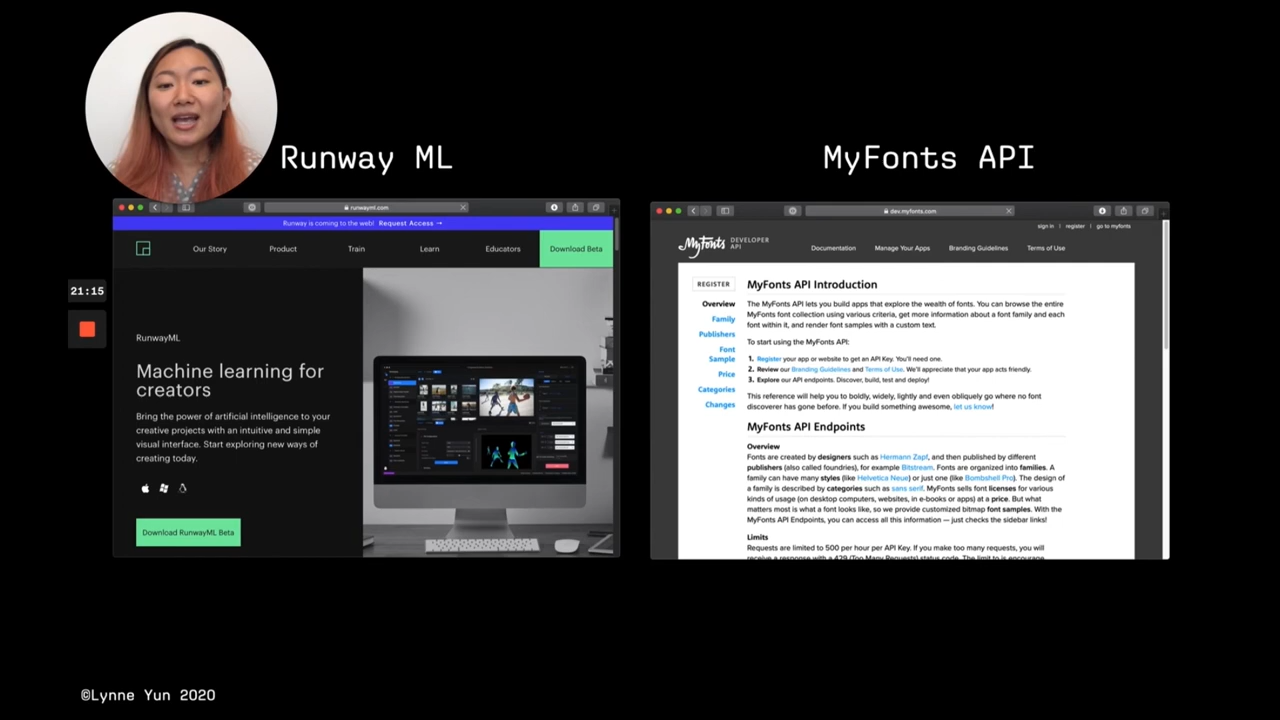 Runway ML
MyFonts API
runwayml.com
Runway is coming to the web! Request Access →
Our Story
Product
Train
Learn
Educators
Download Beta
21:15
RunwayML
Machine learning for
creators
Bring the power of artificial intelligence to your
creative projects with an intuitive and simple
visual interface. Start exploring new ways of
creating today.
Download RunwayML Beta
dev.myfonts.com
sign in | register | go to myfonts
MyFonts DEVELOPER
API
Documentation
Manage Your Apps
Branding Guidelines
Terms of Use
REGISTER
Overview
Family
Publishers
Font
Sample
Price
Categories
Changes
MyFonts API Introduction
The MyFonts API lets you build apps that explore the wealth of fonts. You can browse the entire
MyFonts font collection using various criteria, get more information about a font family and each
font within it, and render font samples with a custom text.
To start using the MyFonts API:
1. Register your app or website to get an API Key. You'll need one.
2. Review our Branding Guidelines and Terms of Use. We'll appreciate that your app acts friendly.
3. Explore our API endpoints. Discover, build, test and deploy!
This reference will help you to boldly, widely, lightly and even obliquely go where no font
discoverer has gone before. If you build something awesome, let us know!
MyFonts API Endpoints
Overview
Fonts are created by designers such as Hermann Zapf, and then published by different
publishers (also called foundries), for example Bitstream. Fonts are organized into families. A
family can have many styles (like Helvetica Neue) or just one (like Bombshell Pro). The design of
a family is described by categories such as sans serif. MyFonts sells font licenses for various
kinds of usage (on desktop computers, websites, in e-books or apps) at a price. But what
matters most is what a font looks like, so we provide customized bitmap font samples. With the
MyFonts API Endpoints, you can access all this information — just checks the sidebar links!
Limits
Requests are limited to 500 per hour per API Key. If you make too many requests, you will
receive a response with a 429 (Too Many Requests) status code. The limit to is encourage
©Lynne Yun 2020